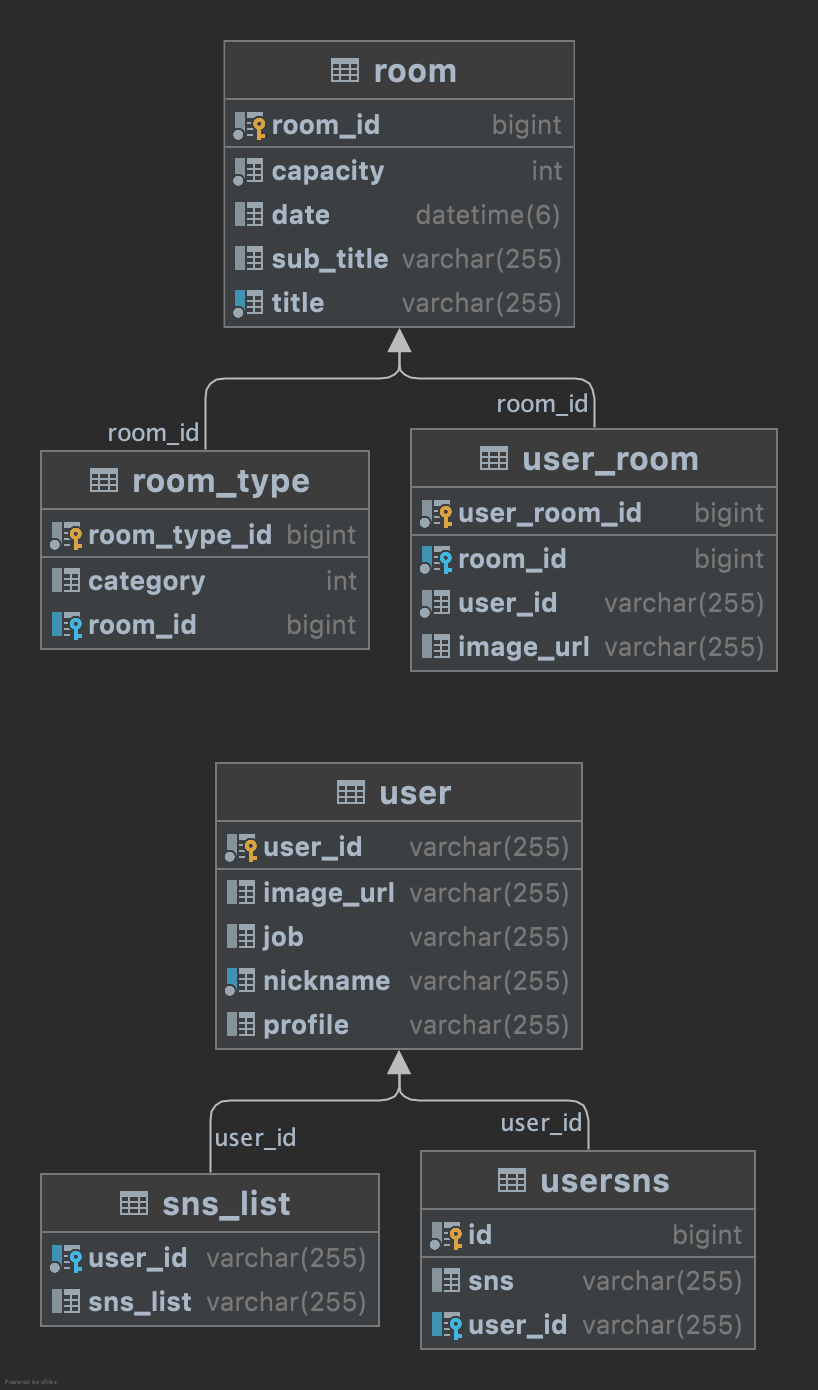 room
room_id bigint
capacity int
date datetime(6)
sub_title varchar(255)
title varchar(255)
room_id
room_id
room_type
room_type_id bigint
category int
room_id bigint
user_room
user_room_id bigint
room_id bigint
user_id varchar(255)
image_url varchar(255)
user
user_id varchar(255)
image_url varchar(255)
job varchar(255)
nickname varchar(255)
profile varchar(255)
user_id
user_id
sns_list
user_id varchar(255)
sns_list varchar(255)
usersns
id bigint
sns varchar(255)
user_id varchar(255)
Powered by yFiles